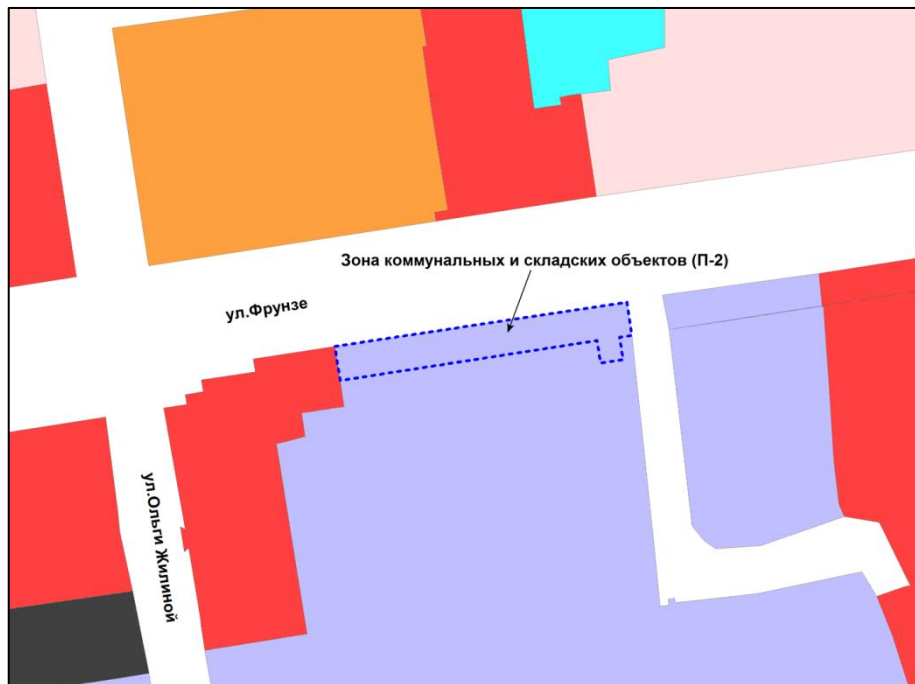 Зона коммунальных и складских объектов (П-2)
ул.Фрунзе
ул.Ольги Жилиной